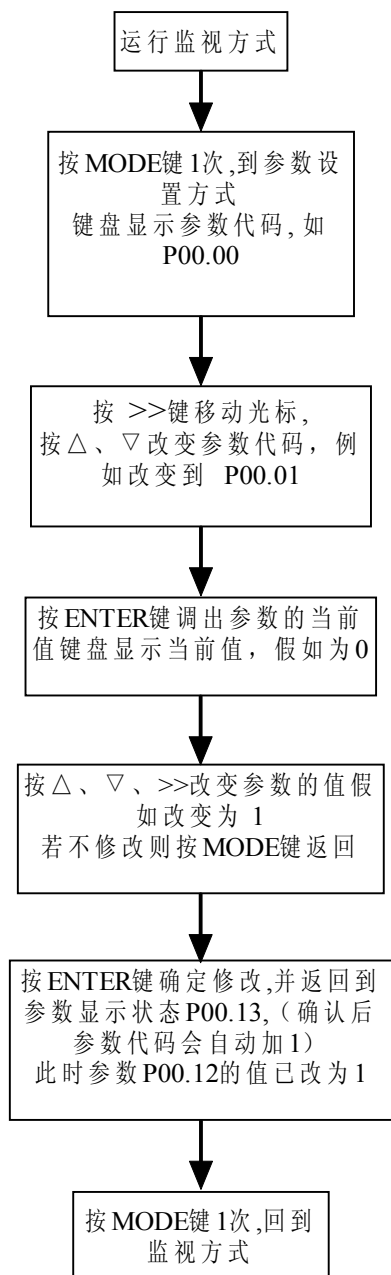 运行监视方式
按MODE键1次,到参数设
置方式
键盘显示参数代码,如
P00.00
按 >>键移动光标,
按△、▽改变参数代码，例
如改变到 P00.01
按ENTER键调出参数的当前
值键盘显示当前值，假如为0
按△、▽、>>改变参数的值假
如改变为 1
若不修改则按MODE键返回
按ENTER键确定修改,并返回到
参数显示状态P00.13,（确认后
参数代码会自动加1）
此时参数P00.12的值已改为1
按MODE键1次,回到
监视方式